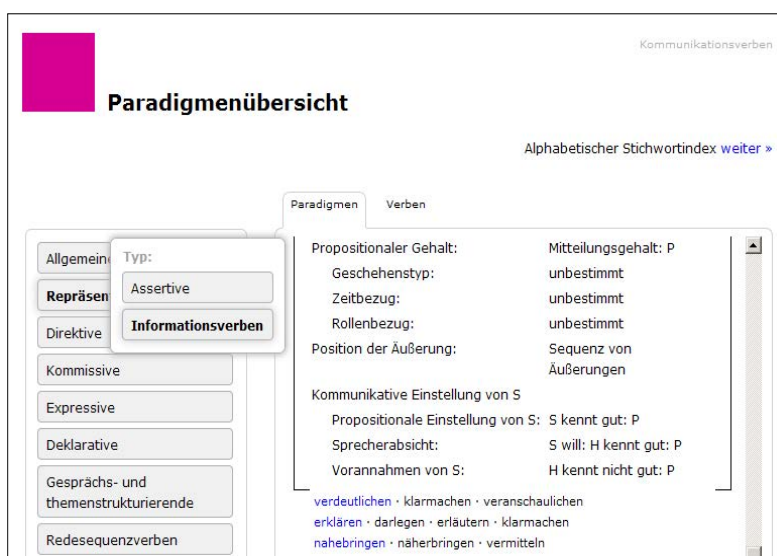 Kommunikationsverben
Paradigmenübersicht
Alphabetischer Stichwortindex weiter »
Paradigmen Verben
Typ:
Assertive
Informationsverben
Direktive
Kommissive
Expressive
Deklarative
Gesprächs- und
themenstrukturierende
Redesequenzverben
Propositionaler Gehalt: Mitteilungsgehalt: P
Geschehenstyp: unbestimmt
Zeitbezug: unbestimmt
Rollenbezug: unbestimmt
Position der Äußerung: Sequenz von
Äußerungen
Kommunikative Einstellung von S
Propositionale Einstellung von S: S kennt gut: P
Sprecherabsicht: S will: H kennt gut: P
Vorannahmen von S: H kennt nicht gut: P
verdeutlichen · klarmachen · veranschaulichen
erklären · darlegen · erläutern · klarmachen
nahebringen · näherbringen · vermitteln